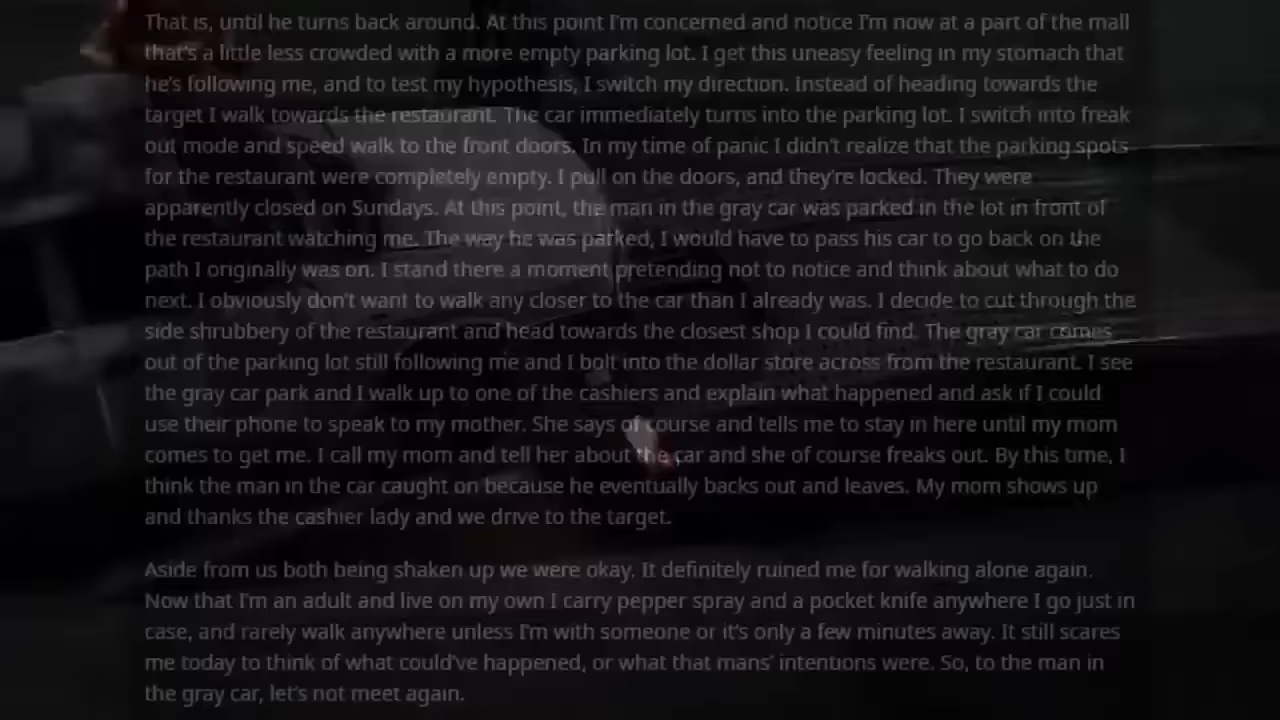 That is, until he turns back around. At this point I'm concerned and notice I'm now at a part of the mall
that's a little less crowded with a more empty parking lot. I get this uneasy feeling in my stomach that
he's following me, and to test my hypothesis, I switch my direction. Instead of heading towards the
target I walk towards the restaurant. The car immediately turns into the parking lot. I switch into freak
out mode and speed walk to the front doors. In my time of panic I didn't realize that the parking spots
for the restaurant were completely empty. I pull on the doors, and they're locked. They were
apparently closed on Sundays. At this point, the man in the gray car was parked in the lot in front of
the restaurant watching me. The way he was parked, I would have to pass his car to go back on the
path I originally was on. I stand there a moment pretending not to notice and think about what to do
next. I obviously don't want to walk any closer to the car than I already was. I decide to cut through the
side shrubbery of the restaurant and head towards the closest shop I could find. The gray car comes
out of the parking lot still following me and I bolt into the dollar store across from the restaurant. I see
the gray car park and I walk up to one of the cashiers and explain what happened and ask if I could
use their phone to speak to my mother. She says of course and tells me to stay in here until my mom
comes to get me. I call my mom and tell her about the car and she of course freaks out. By this time, I
think the man in the car caught on because he eventually backs out and leaves. My mom shows up
and thanks the cashier lady and we drive to the target.
Aside from us both being shaken up we were okay. It definitely ruined me for walking alone again.
Now that I'm an adult and live on my own I carry pepper spray and a pocket knife anywhere I go just in
case, and rarely walk anywhere unless I'm with someone or it's only a few minutes away. It still scares
me today to think of what could've happened, or what that mans' intentions were. So, to the man in
the gray car, let's not meet again.